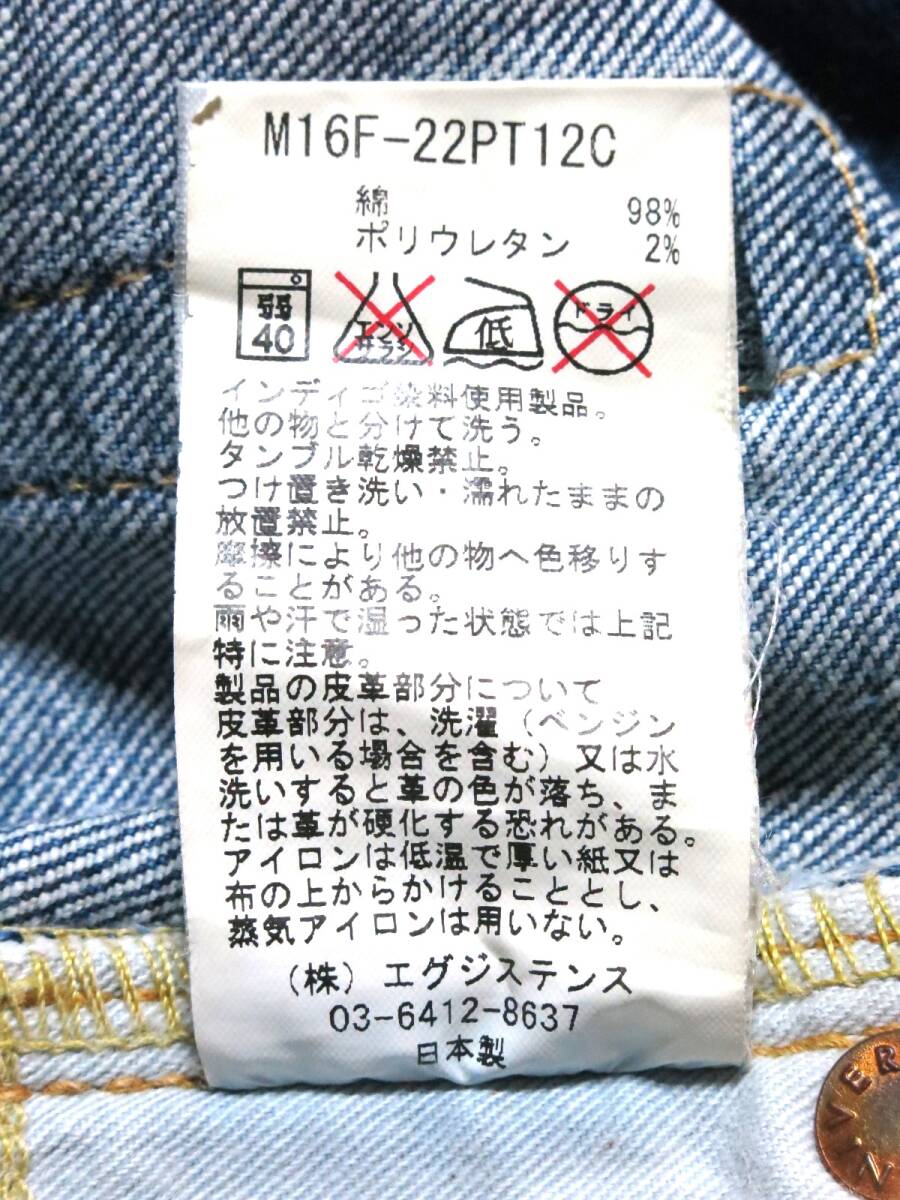 M16F-22PT12C
綿 98%
ポリウレタン 2%
弱 40 エンソ サラシ 低 ドライ
インディゴ染料使用製品。
他の物と分けて洗う。
タンブル乾燥禁止。
つけ置き洗い・濡れたままの
放置禁止。
摩擦により他の物へ色移りす
ることがある。
雨や汗で湿った状態では上記
特に注意。
製品の皮革部分について
皮革部分は、洗濯（ベンジン
を用いる場合を含む）又は水
洗いすると革の色が落ち、ま
たは革が硬化する恐れがある。
アイロンは低温で厚い紙又は
布の上からかけることとし、
蒸気アイロンは用いない。
（株）エグジステンス
03-6412-8637
日本製